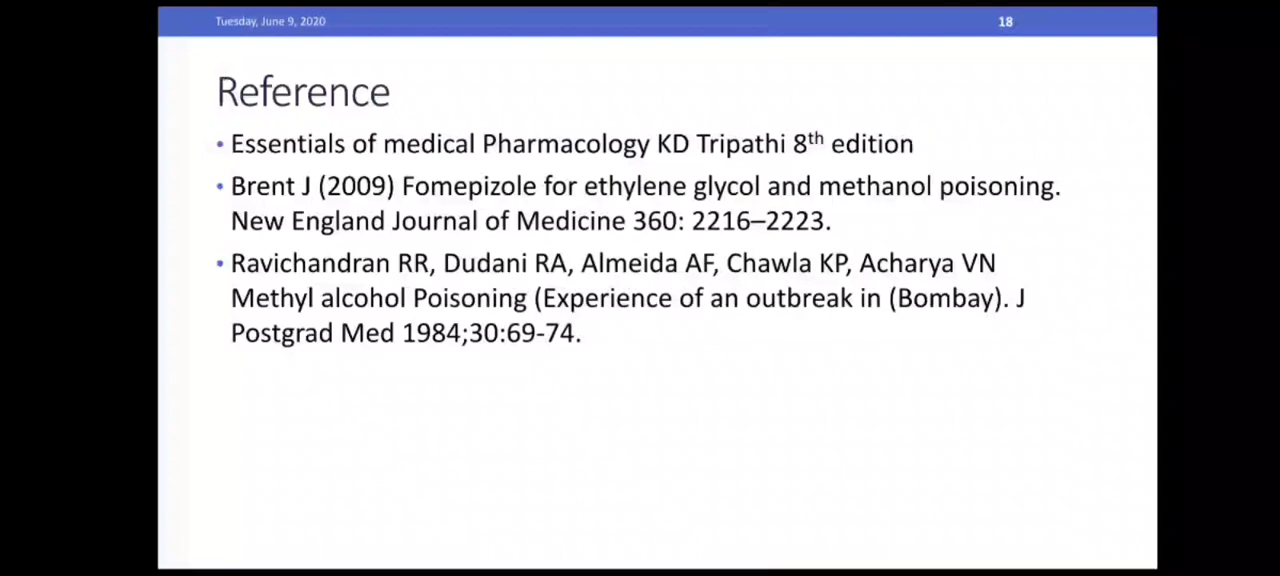 Tuesday, June 9, 2020
18
Reference
• Essentials of medical Pharmacology KD Tripathi 8th edition
• Brent J (2009) Fomepizole for ethylene glycol and methanol poisoning.
New England Journal of Medicine 360: 2216–2223.
• Ravichandran RR, Dudani RA, Almeida AF, Chawla KP, Acharya VN
Methyl alcohol Poisoning (Experience of an outbreak in (Bombay). J
Postgrad Med 1984;30:69-74.